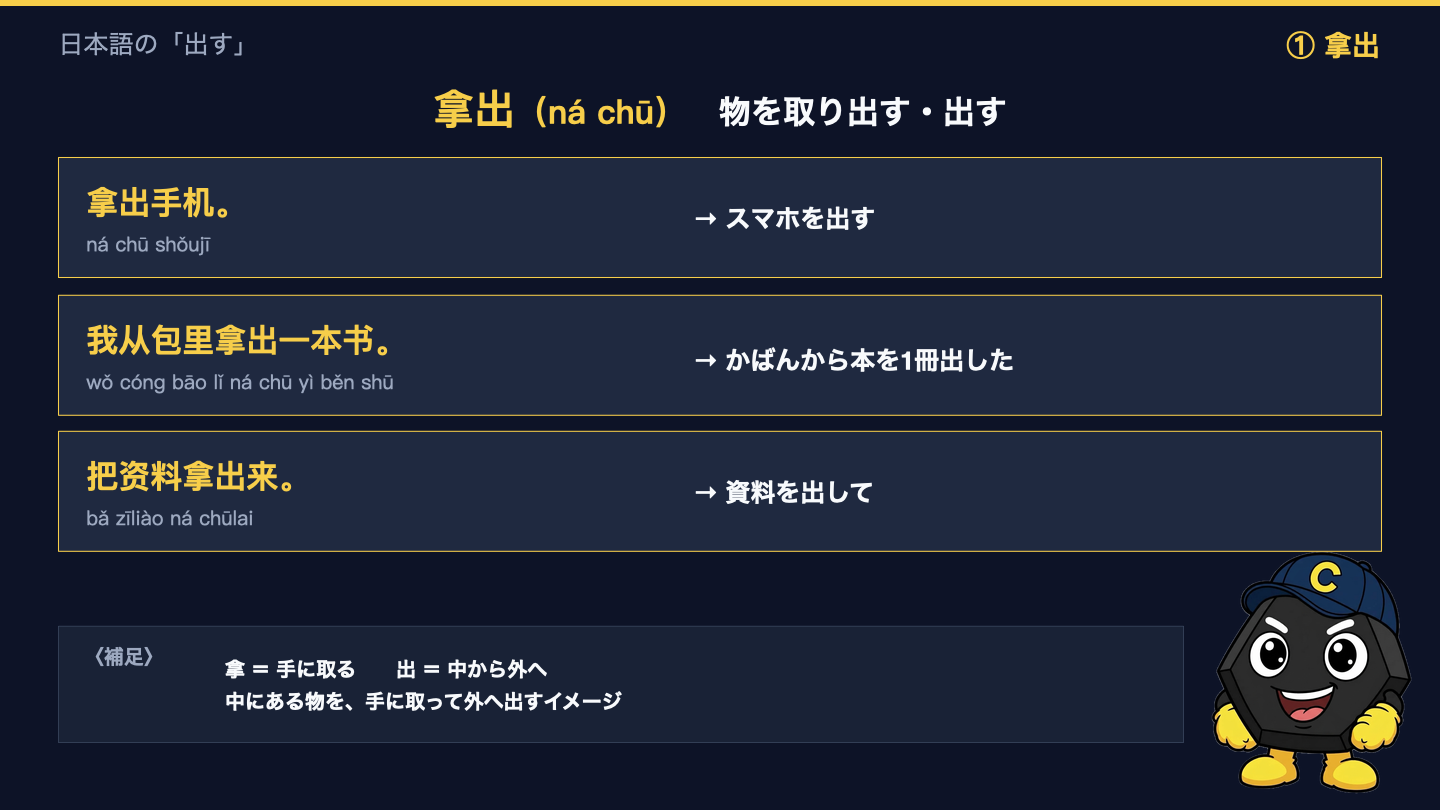 日本語の「出す」
① 拿出
拿出（ná chū）　物を取り出す・出す
拿出手机。
ná chū shǒujī
→ スマホを出す
我从包里拿出一本书。
wǒ cóng bāo lǐ ná chū yì běn shū
→ かばんから本を1冊出した
把资料拿出来。
bǎ zīliào ná chūlai
→ 資料を出して
〈補足〉
拿 = 手に取る　　出 = 中から外へ
中にある物を、手に取って外へ出すイメージ
C